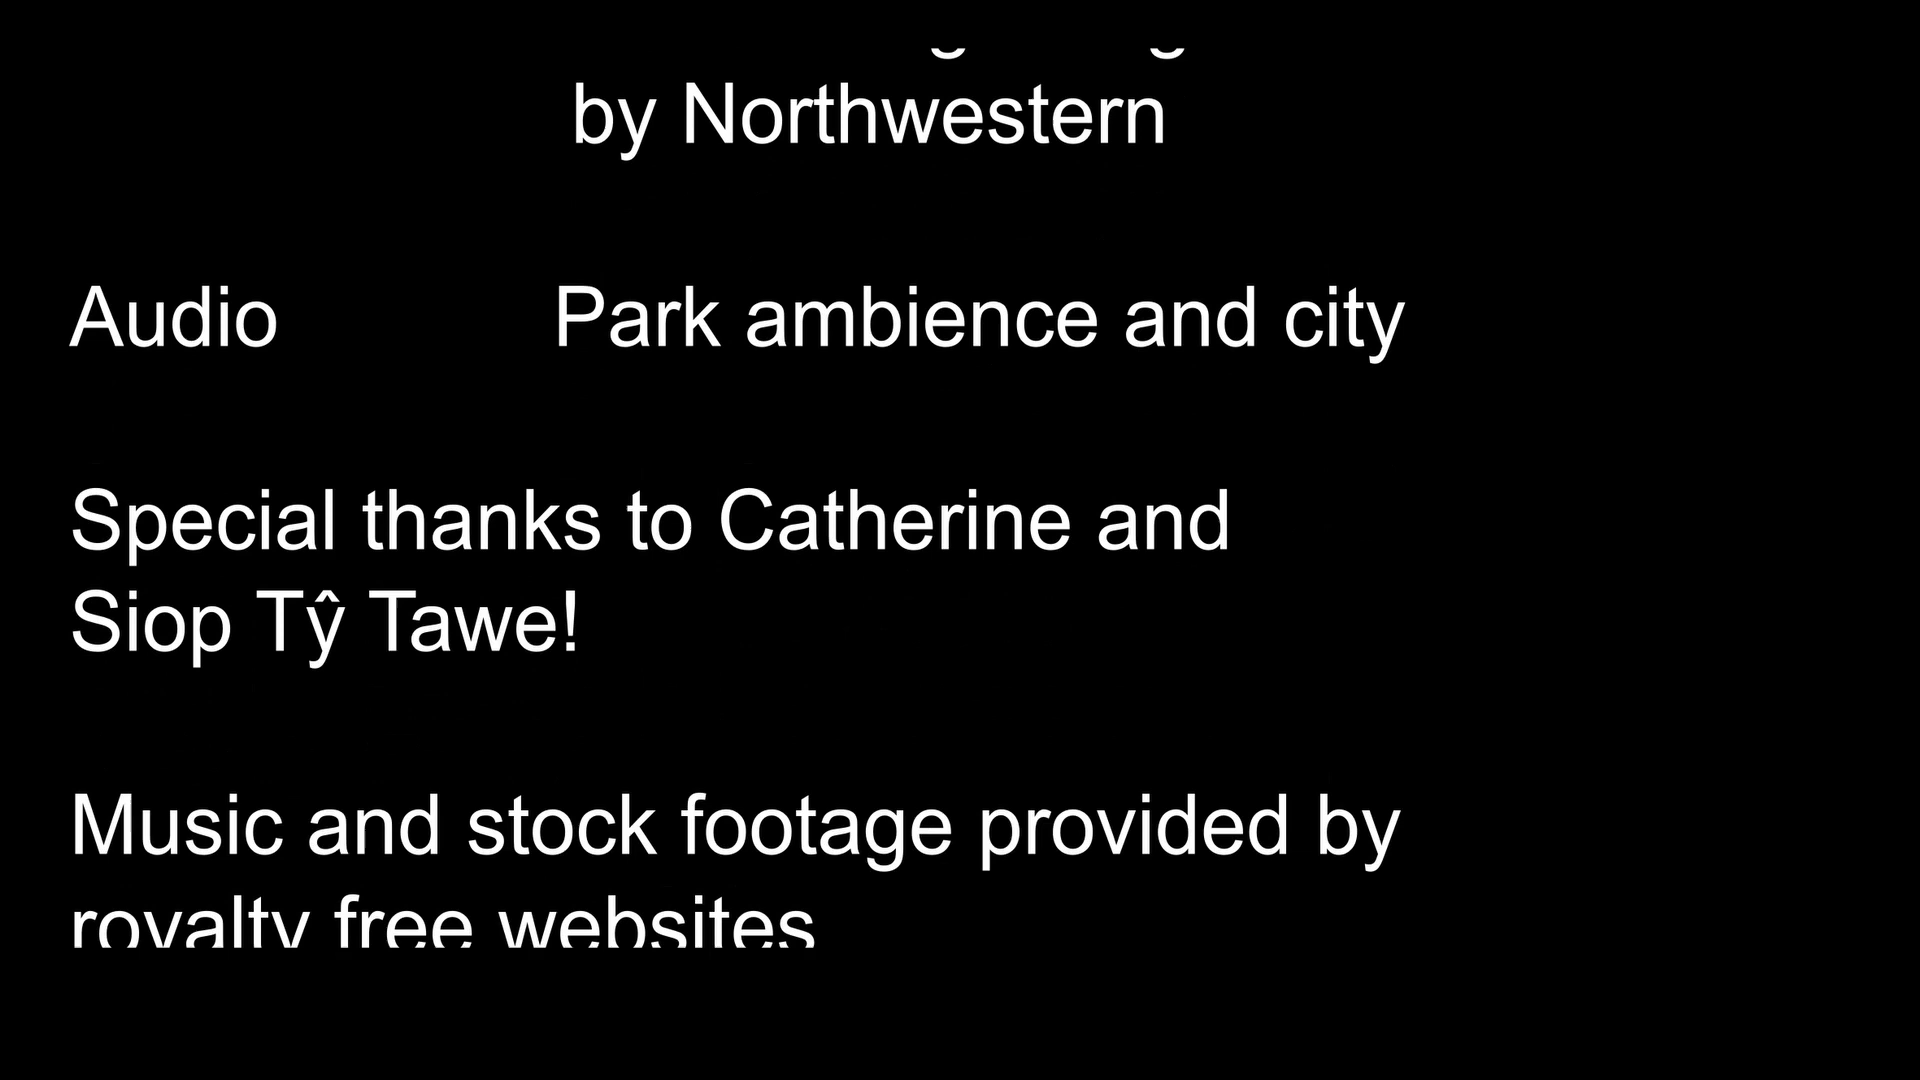 by Northwestern
Audio Park ambience and city
Special thanks to Catherine and
Siop Tŷ Tawe!
Music and stock footage provided by
royalty free websites